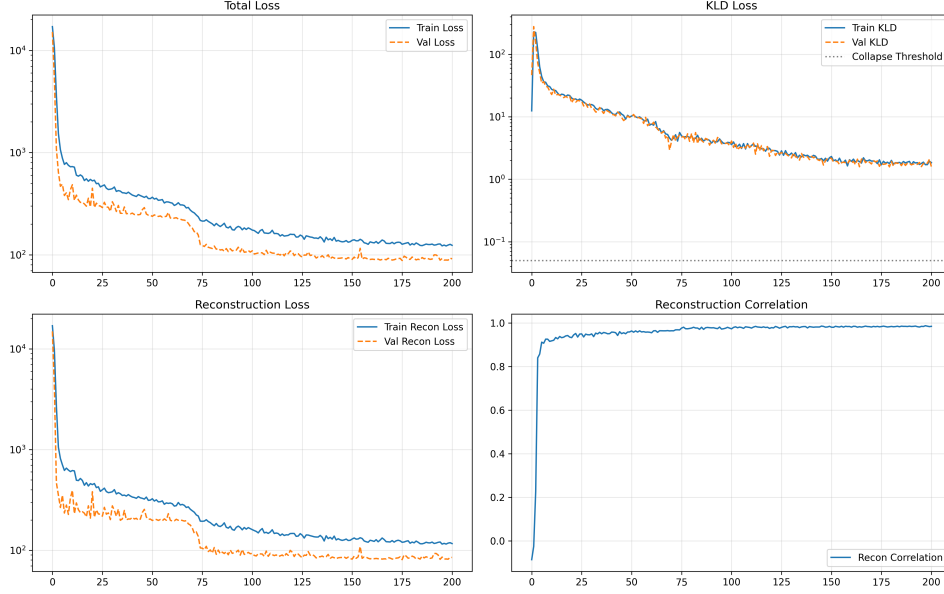 Total Loss
Train Loss
Val Loss
10⁴
10³
10²
0 25 50 75 100 125 150 175 200
KLD Loss
Train KLD
Val KLD
Collapse Threshold
10²
10¹
10⁰
10⁻¹
0 25 50 75 100 125 150 175 200
Reconstruction Loss
Train Recon Loss
Val Recon Loss
10⁴
10³
10²
0 25 50 75 100 125 150 175 200
Reconstruction Correlation
1.0
0.8
0.6
0.4
0.2
0.0
Recon Correlation
0 25 50 75 100 125 150 175 200